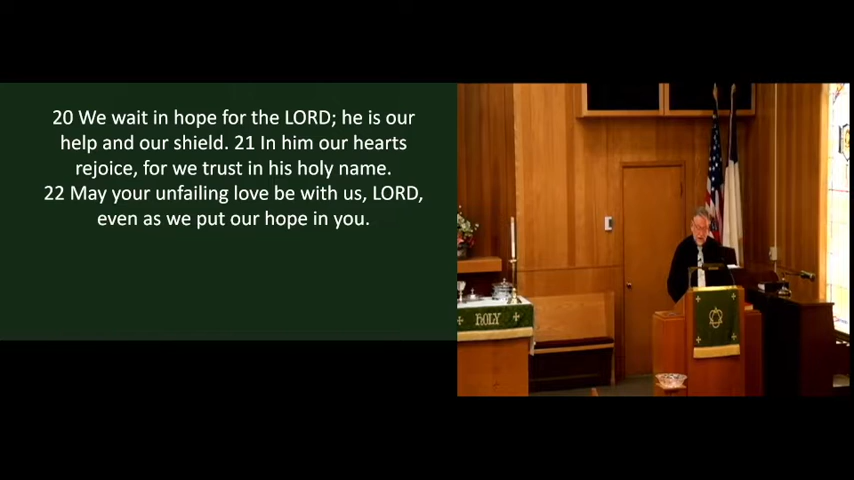 20 We wait in hope for the LORD; he is our
help and our shield. 21 In him our hearts
rejoice, for we trust in his holy name.
22 May your unfailing love be with us, LORD,
even as we put our hope in you.
HOLY